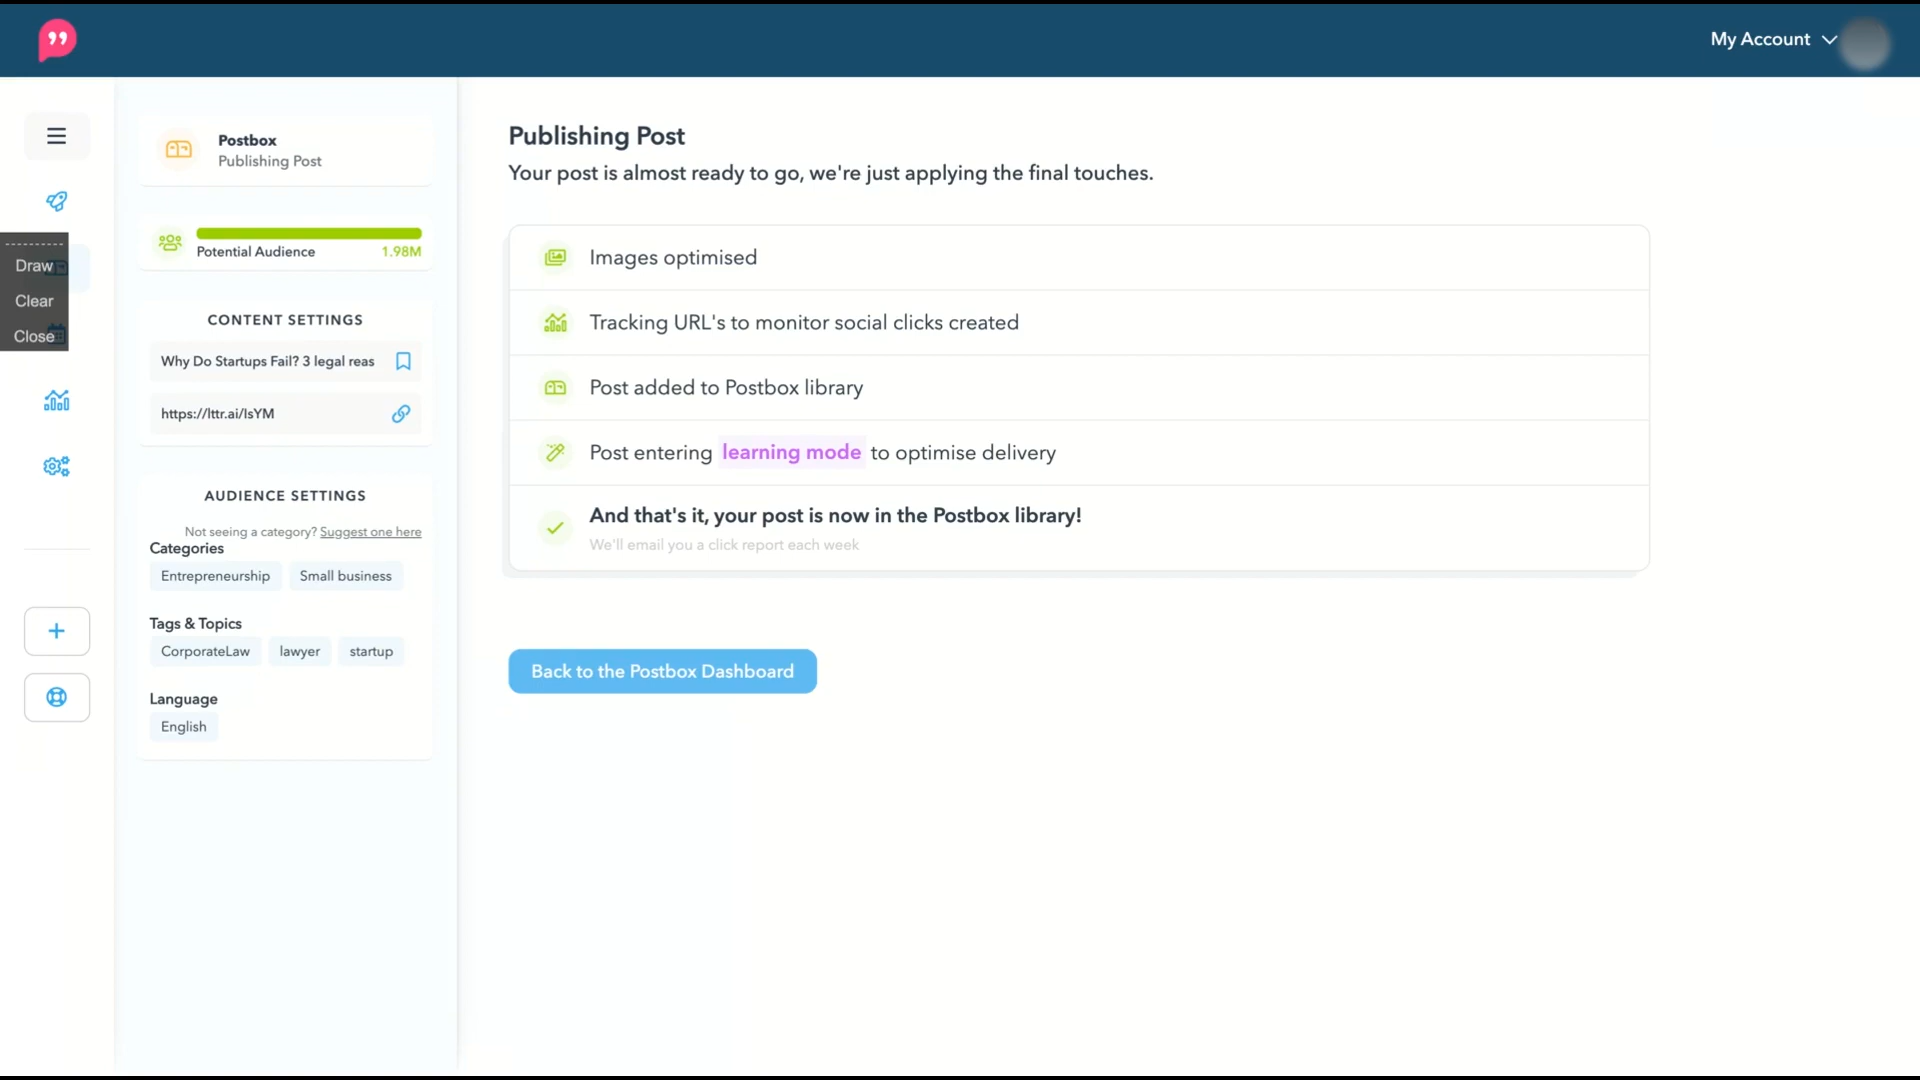 My Account
Postbox
Publishing Post
Potential Audience 1.98M
Draw
Clear
Close
CONTENT SETTINGS
Why Do Startups Fail? 3 legal reas
https://lttr.ai/IsYM
AUDIENCE SETTINGS
Not seeing a category? Suggest one here
Categories
Entrepreneurship Small business
Tags & Topics
CorporateLaw lawyer startup
Language
English
Publishing Post
Your post is almost ready to go, we're just applying the final touches.
Images optimised
Tracking URL's to monitor social clicks created
Post added to Postbox library
Post entering learning mode to optimise delivery
And that's it, your post is now in the Postbox library!
We'll email you a click report each week
Back to the Postbox Dashboard